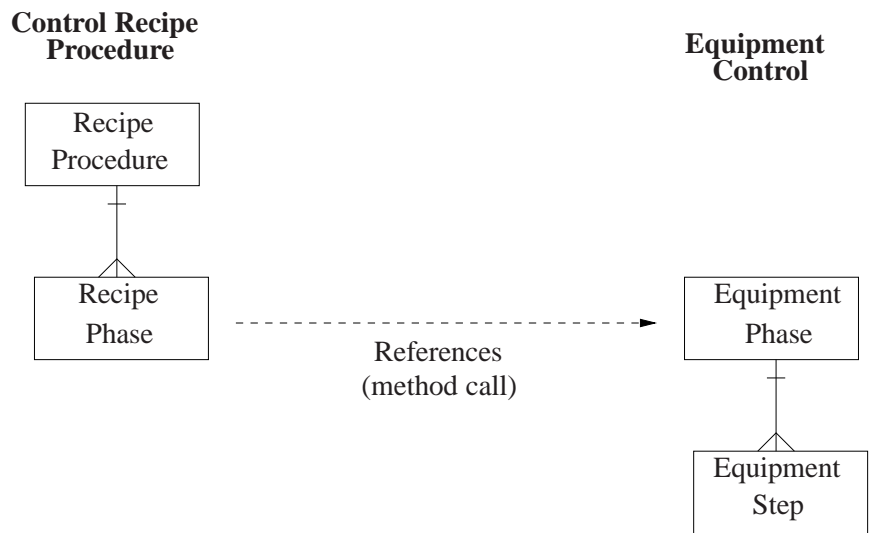 Control Recipe
Procedure
Equipment
Control
Recipe
Procedure
Recipe
Phase
References
(method call)
Equipment
Phase
Equipment
Step